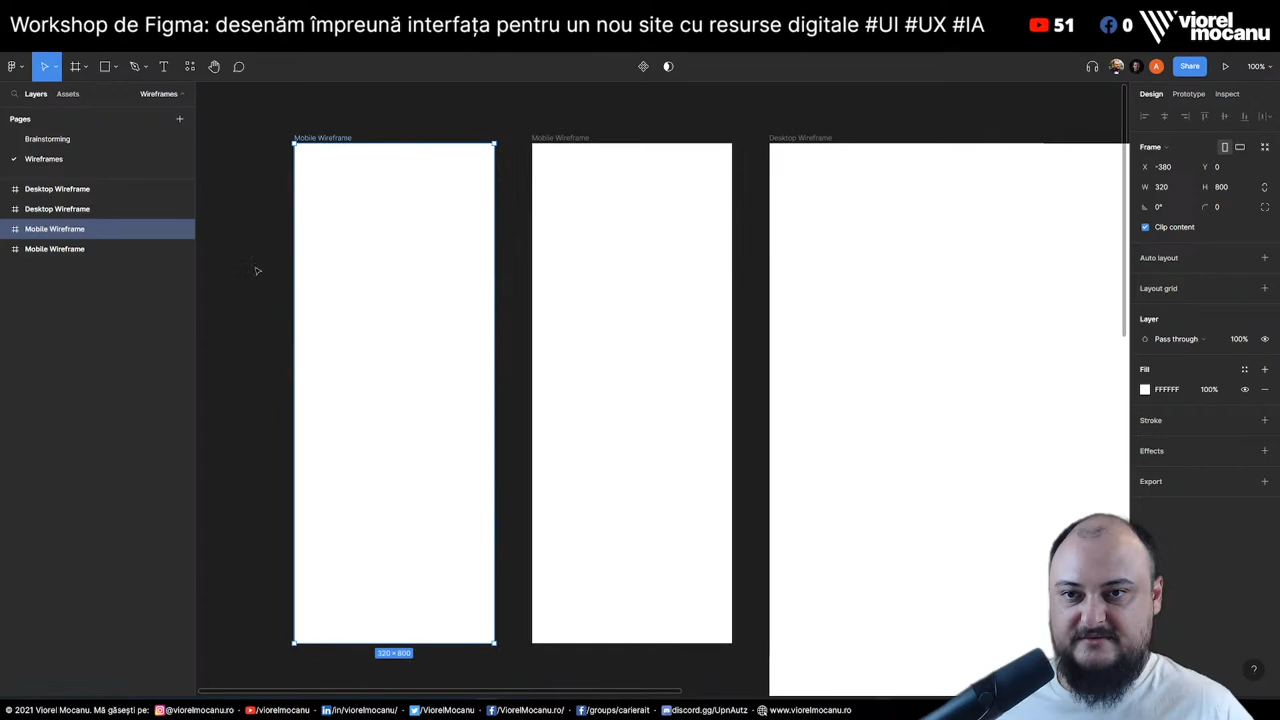 Workshop de Figma: desenăm împreună interfața pentru un nou site cu resurse digitale #UI #UX #IA
51
0
viorel
mocanu
Share
100%
Layers
Assets
Wireframes
Design
Prototype
Inspect
Pages
Brainstorming
Wireframes
Desktop Wireframe
Desktop Wireframe
Mobile Wireframe
Mobile Wireframe
Mobile Wireframe
Mobile Wireframe
Desktop Wireframe
320 × 800
Frame
X -380 Y 0
W 320 H 800
0° 0
Clip content
Auto layout
Layout grid
Layer
Pass through 100%
Fill
FFFFFF 100%
Stroke
Effects
Export
?
© 2021 Viorel Mocanu. Mă găsești pe: @viorelmocanu.ro /viorelmocanu /in/viorelmocanu/ /ViorelMocanu /ViorelMocanu.ro/ /groups/carierait discord.gg/UpnAutz www.viorelmocanu.ro